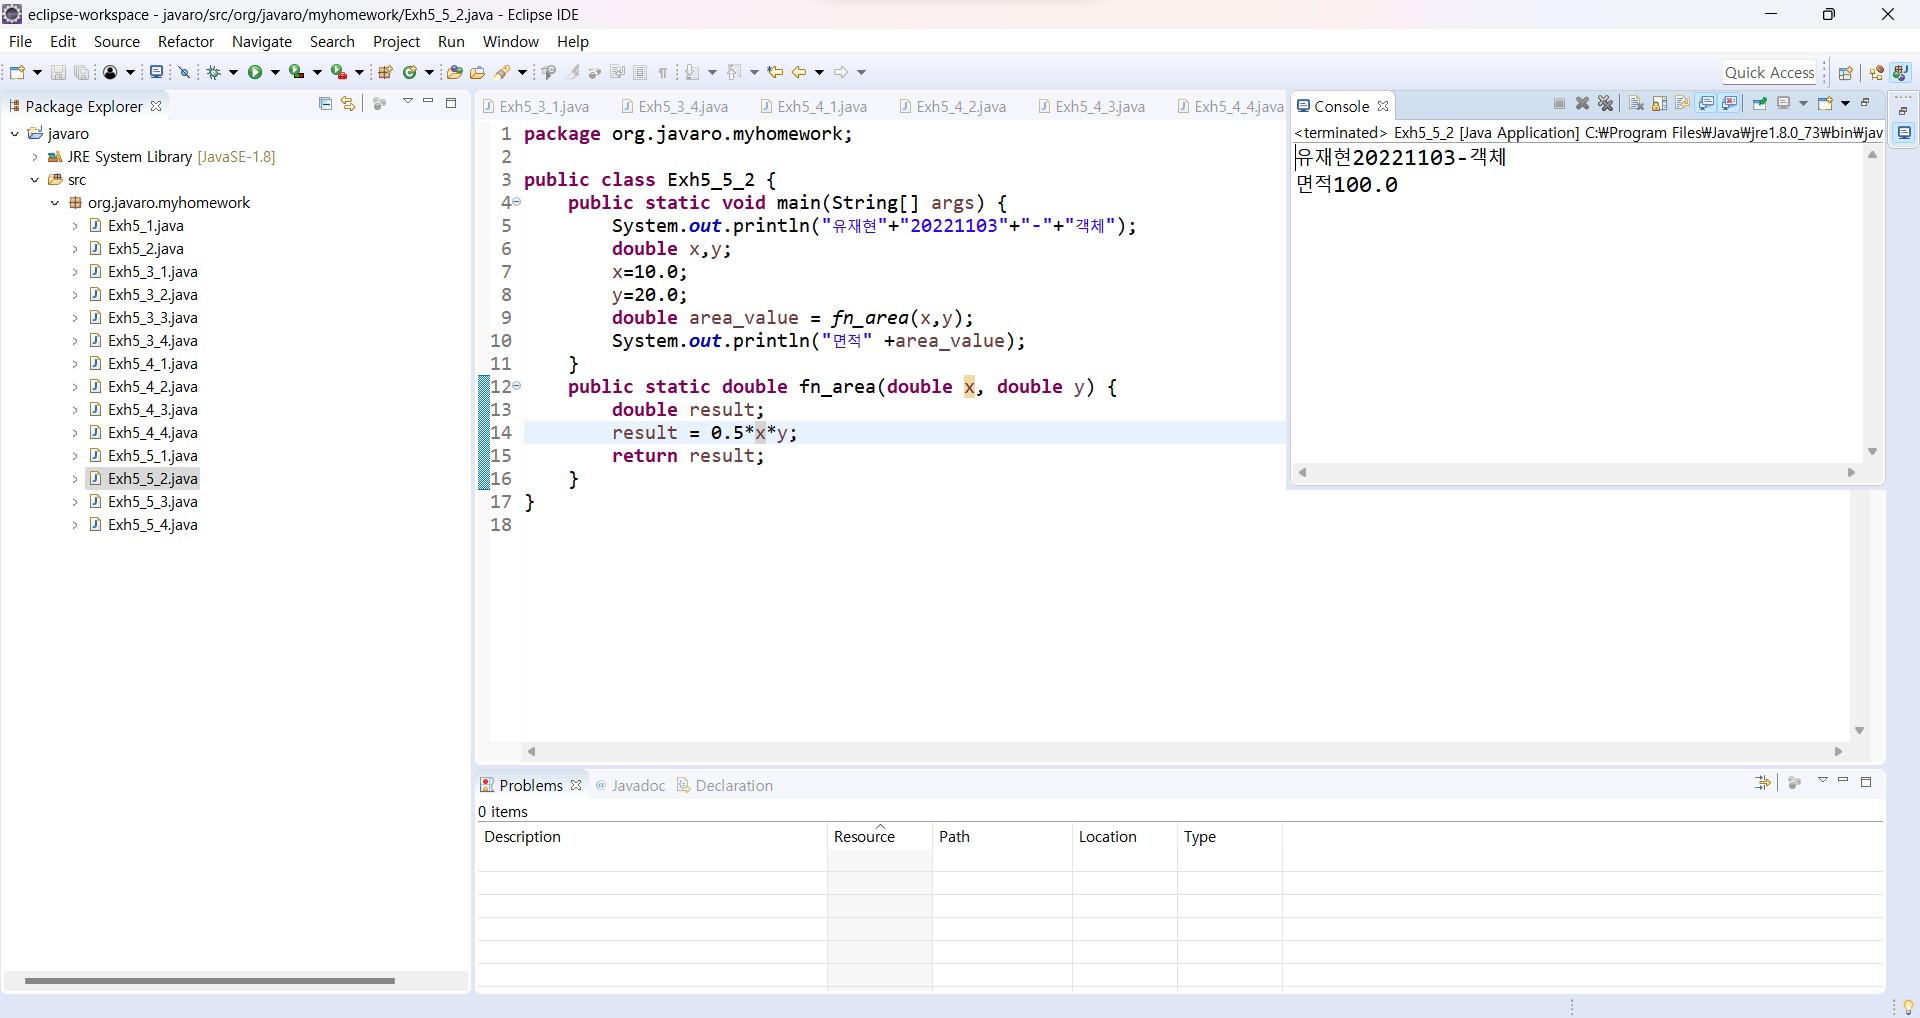 eclipse-workspace - javaro/src/org/javaro/myhomework/Exh5_5_2.java - Eclipse IDE
File Edit Source Refactor Navigate Search Project Run Window Help
Quick Access
Package Explorer
javaro
JRE System Library [JavaSE-1.8]
src
org.javaro.myhomework
Exh5_1.java
Exh5_2.java
Exh5_3_1.java
Exh5_3_2.java
Exh5_3_3.java
Exh5_3_4.java
Exh5_4_1.java
Exh5_4_2.java
Exh5_4_3.java
Exh5_4_4.java
Exh5_5_1.java
Exh5_5_2.java
Exh5_5_3.java
Exh5_5_4.java
Exh5_3_1.java Exh5_3_4.java Exh5_4_1.java Exh5_4_2.java Exh5_4_3.java Exh5_4_4.java
1 package org.javaro.myhomework;
2
3 public class Exh5_5_2 {
4 public static void main(String[] args) {
5 System.out.println("유재현"+"20221103"+"-"+"객체");
6 double x,y;
7 x=10.0;
8 y=20.0;
9 double area_value = fn_area(x,y);
10 System.out.println("면적" +area_value);
11 }
12 public static double fn_area(double x, double y) {
13 double result;
14 result = 0.5*x*y;
15 return result;
16 }
17 }
18
Console
<terminated> Exh5_5_2 [Java Application] C:₩Program Files₩Java₩jre1.8.0_73₩bin₩jav
유재현20221103-객체
면적100.0
Problems @ Javadoc Declaration
0 items
Description Resource Path Location Type